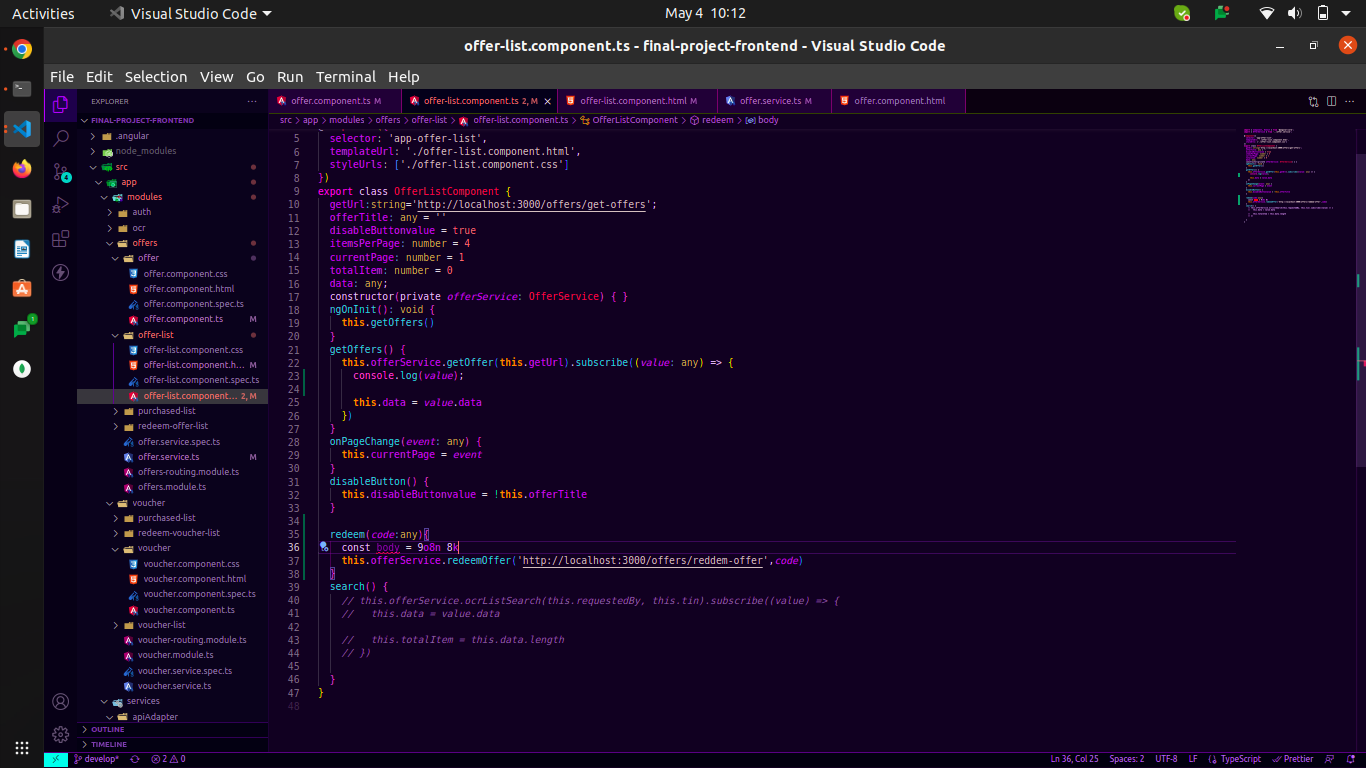 Activities
Visual Studio Code
May 4 10:12
offer-list.component.ts - final-project-frontend - Visual Studio Code
File Edit Selection View Go Run Terminal Help
EXPLORER
FINAL-PROJECT-FRONTEND
.angular
node_modules
src
app
modules
auth
ocr
offers
offer
offer.component.css
offer.component.html
offer.component.spec.ts
offer.component.ts M
offer-list
offer-list.component.css
offer-list.component.h... M
offer-list.component.spec.ts
offer-list.component... 2, M
purchased-list
redeem-offer-list
offer.service.spec.ts
offer.service.ts M
offers-routing.module.ts
offers.module.ts
voucher
purchased-list
redeem-voucher-list
voucher
voucher.component.css
voucher.component.html
voucher.component.spec.ts
voucher.component.ts
voucher-list
voucher-routing.module.ts
voucher.module.ts
voucher.service.spec.ts
voucher.service.ts
services
apiAdapter
OUTLINE
TIMELINE
offer.component.ts M
offer-list.component.ts 2, M
offer-list.component.html M
offer.service.ts M
offer.component.html
src > app > modules > offers > offer-list > offer-list.component.ts > OfferListComponent > redeem > body
5 selector: 'app-offer-list',
6 templateUrl: './offer-list.component.html',
7 styleUrls: ['./offer-list.component.css']
8 })
9 export class OfferListComponent {
10 getUrl:string='http://localhost:3000/offers/get-offers';
11 offerTitle: any = ''
12 disableButtonvalue = true
13 itemsPerPage: number = 4
14 currentPage: number = 1
15 totalItem: number = 0
16 data: any;
17 constructor(private offerService: OfferService) { }
18 ngOnInit(): void {
19 this.getOffers()
20 }
21 getOffers() {
22 this.offerService.getOffer(this.getUrl).subscribe((value: any) => {
23 console.log(value);
24
25 this.data = value.data
26 })
27 }
28 onPageChange(event: any) {
29 this.currentPage = event
30 }
31 disableButton() {
32 this.disableButtonvalue = !this.offerTitle
33 }
34
35 redeem(code:any){
36 const body = 9o8n 8k
37 this.offerService.redeemOffer('http://localhost:3000/offers/reddem-offer',code)
38 }
39 search() {
40 // this.offerService.ocrListSearch(this.requestedBy, this.tin).subscribe((value) => {
41 // this.data = value.data
42
43 // this.totalItem = this.data.length
44 // })
45
46 }
47 }
48
develop* 2 0
Ln 36, Col 25 Spaces: 2 UTF-8 LF TypeScript Prettier